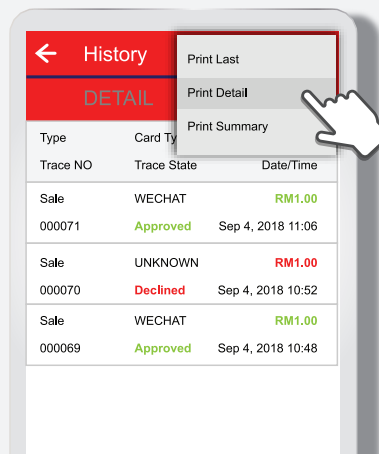 History
Print Last
Print Detail
Print Summary
DETAIL
Type Card Ty
Trace NO Trace State Date/Time
Sale WECHAT RM1.00
000071 Approved Sep 4, 2018 11:06
Sale UNKNOWN RM1.00
000070 Declined Sep 4, 2018 10:52
Sale WECHAT RM1.00
000069 Approved Sep 4, 2018 10:48